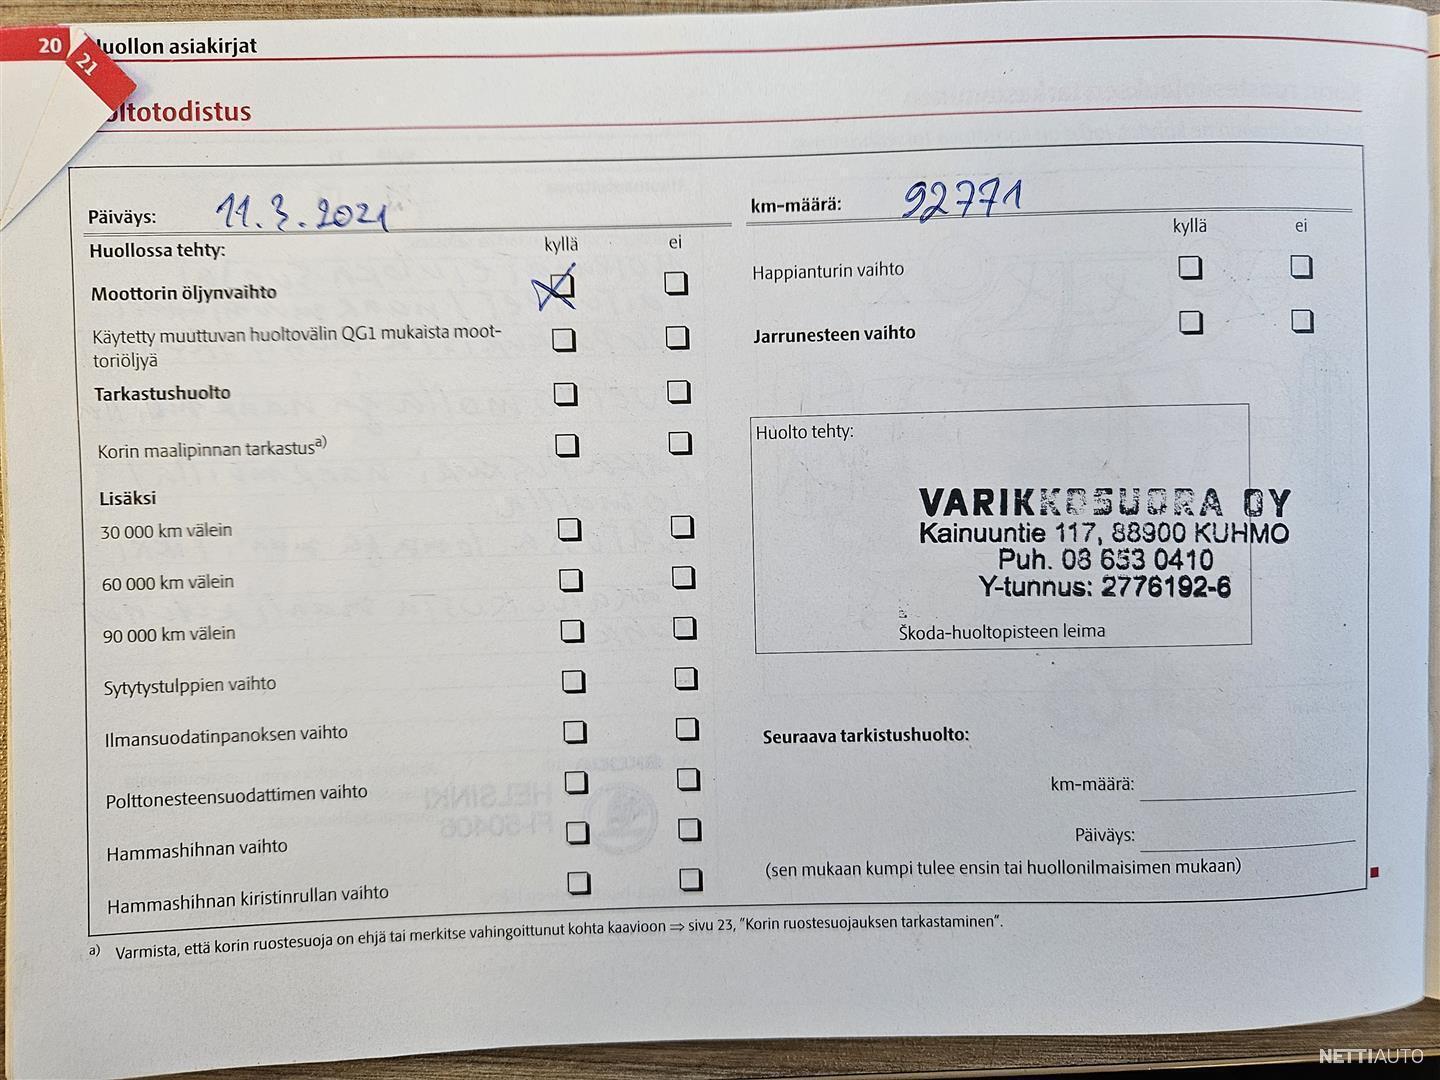 20
21
uollon asiakirjat
ltotodistus
Päiväys: 11.3.2021
km-määrä: 92771
Huollossa tehty: kyllä ei
Moottorin öljynvaihto
Käytetty muuttuvan huoltovälin QG1 mukaista moot-
toriöljyä
Tarkastushuolto
Korin maalipinnan tarkastusa)
Lisäksi
30 000 km välein
60 000 km välein
90 000 km välein
Sytytystulppien vaihto
Ilmansuodatinpanoksen vaihto
Polttonesteensuodattimen vaihto
Hammashihnan vaihto
Hammashihnan kiristinrullan vaihto
kyllä ei
Happianturin vaihto
Jarrunesteen vaihto
Huolto tehty:
VARIKKOSUORA OY
Kainuuntie 117, 88900 KUHMO
Puh. 08 653 0410
Y-tunnus: 2776192-6
Škoda-huoltopisteen leima
Seuraava tarkistushuolto:
km-määrä:
Päiväys:
(sen mukaan kumpi tulee ensin tai huollonilmaisimen mukaan)
a) Varmista, että korin ruostesuoja on ehjä tai merkitse vahingoittunut kohta kaavioon ⇒ sivu 23, ”Korin ruostesuojauksen tarkastaminen”.
NETTIAUTO